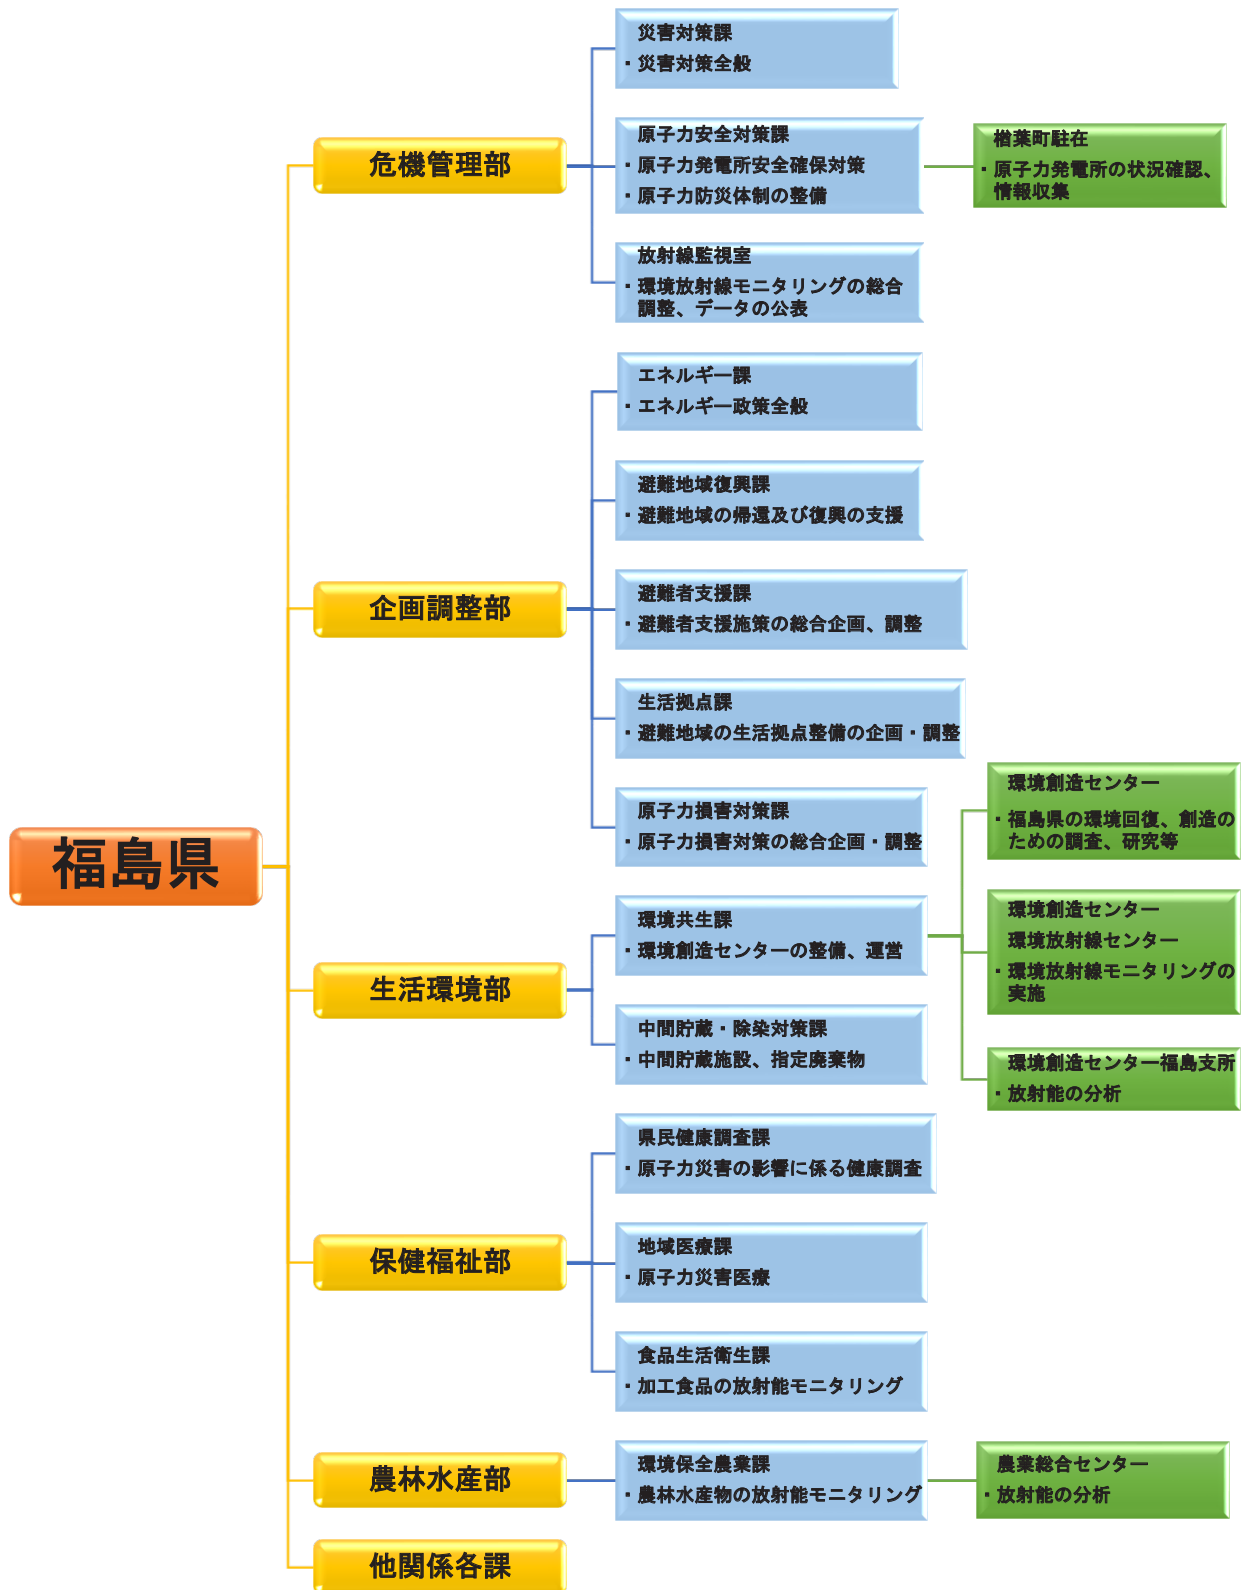 福島県
危機管理部
災害対策課
・災害対策全般
原子力安全対策課
・原子力発電所安全確保対策
・原子力防災体制の整備
楢葉町駐在
・原子力発電所の状況確認、
情報収集
放射線監視室
・環境放射線モニタリングの総合
調整、データの公表
企画調整部
エネルギー課
・エネルギー政策全般
避難地域復興課
・避難地域の帰還及び復興の支援
避難者支援課
・避難者支援施策の総合企画、調整
生活拠点課
・避難地域の生活拠点整備の企画・調整
原子力損害対策課
・原子力損害対策の総合企画・調整
生活環境部
環境共生課
・環境創造センターの整備、運営
環境創造センター
・福島県の環境回復、創造の
ための調査、研究等
環境創造センター
環境放射線センター
・環境放射線モニタリングの
実施
環境創造センター福島支所
・放射能の分析
中間貯蔵・除染対策課
・中間貯蔵施設、指定廃棄物
保健福祉部
県民健康調査課
・原子力災害の影響に係る健康調査
地域医療課
・原子力災害医療
食品生活衛生課
・加工食品の放射能モニタリング
農林水産部
環境保全農業課
・農林水産物の放射能モニタリング
農業総合センター
・放射能の分析
他関係各課